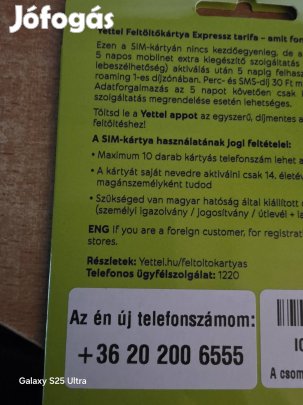 Jófogás
Yettel Feltöltőkártya Expressz tarifa – amit fon
Ezen a SIM-kártyán nincs kezdőegyenleg, de a
5 napos mobilnet extra kiegészítő szolgáltatás
lebeszélhetőség) aktiválás után 5 napig felhasz
roaming 1-es díjzónában. Perc- és SMS-díj 30 Ft m
Adatforgalmazás az 5 napot követően csak
szolgáltatás megrendelése esetén lehetséges.
Töltsd le a Yettel appot az egyszerű, díjmentes a
feltöltéshez!
A SIM-kártya használatának jogi feltételei:
• Maximum 10 darab kártyás telefonszám lehet a
• A kártyát saját nevedre aktiválni csak 14. életév
magánszemélyként tudod
• Szükséged van magyar hatóság által kiállított
(személyi igazolvány / jogosítvány / útlevél + la
ENG If you are a foreign customer, for registrat
stores.
Részletek: Yettel.hu/feltoltokartyas
Telefonos ügyfélszolgálat: 1220
Az én új telefonszámom:
+36 20 200 6555
A csom
Galaxy S25 Ultra